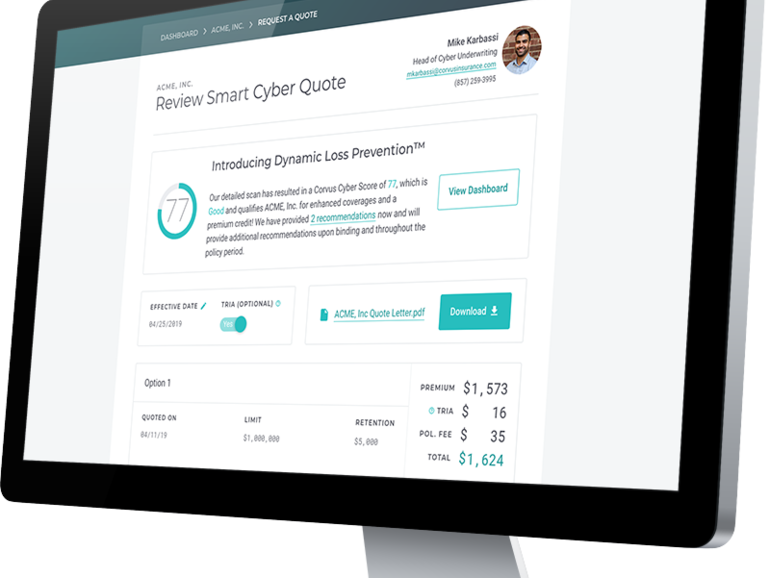 DASHBOARD > ACME, INC. > REQUEST A QUOTE
Mike Karbassi
Head of Cyber Underwriting
mkarbassi@corvusinsurance.com
(857) 259-3995
ACME, INC.
Review Smart Cyber Quote
Introducing Dynamic Loss Prevention™
77
Our detailed scan has resulted in a Corvus Cyber Score of 77, which is
Good and qualifies ACME, Inc. for enhanced coverages and a
premium credit! We have provided 2 recommendations now and will
provide additional recommendations upon binding and throughout the
policy period.
View Dashboard
EFFECTIVE DATE
04/25/2019
TRIA (OPTIONAL)
YES
ACME, Inc Quote Letter.pdf
Download
Option 1
QUOTED ON
04/11/19
LIMIT
$1,000,000
RETENTION
$5,000
PREMIUM $1,573
TRIA $ 16
POL. FEE $ 35
TOTAL $1,624